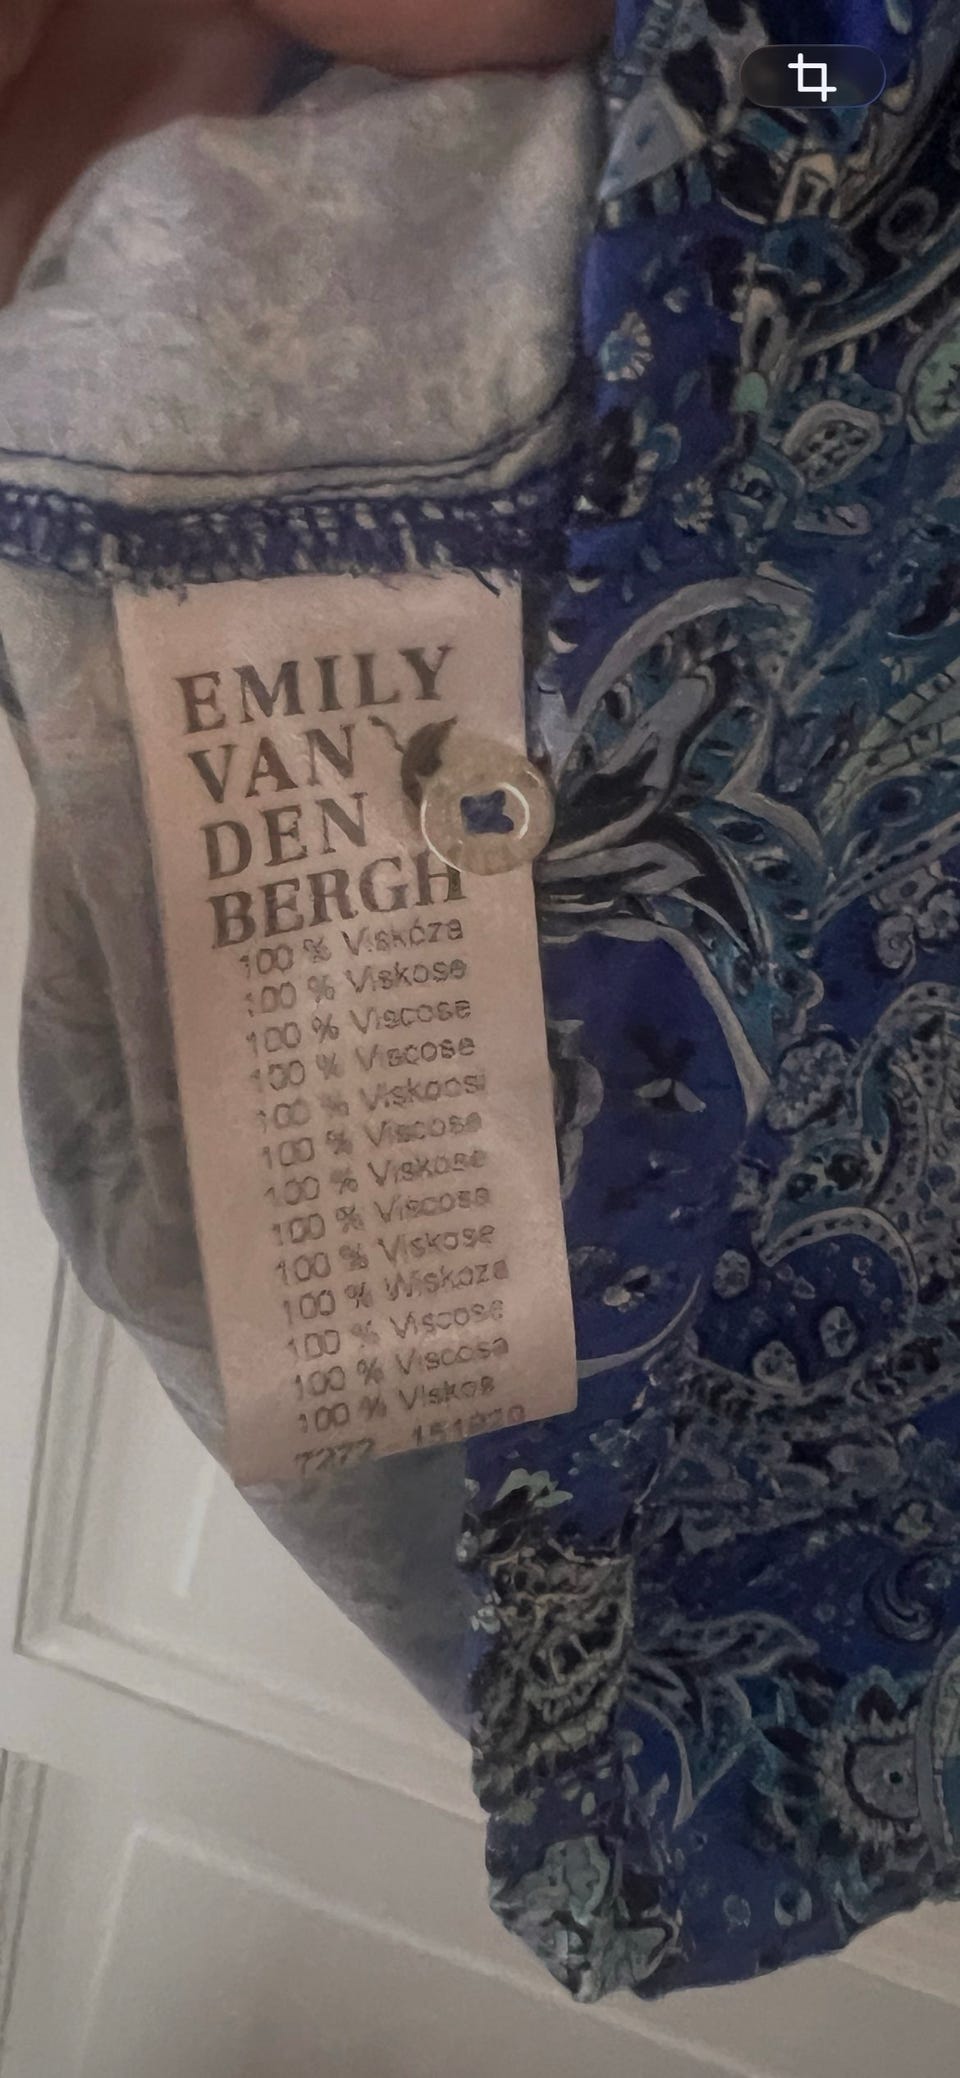 EMILY
VAN
DEN
BERGH
100 % Viskóza
100 % Viskose
100 % Viscose
100 % Viscose
100 % Viskoosi
100 % Viscose
100 % Viskose
100 % Viscosa
100 % Viskose
100 % Wiskoza
100 % Viscose
100 % Viscosa
100 % Viskos
7272